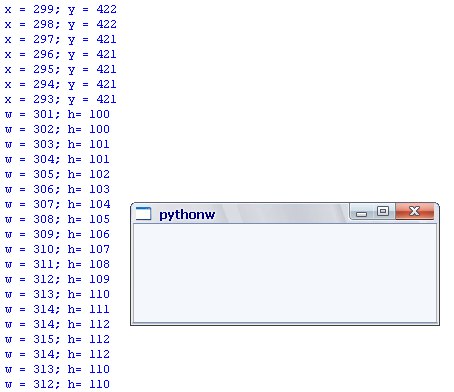 x = 299; y = 422
x = 298; y = 422
x = 297; y = 421
x = 296; y = 421
x = 295; y = 421
x = 294; y = 421
x = 293; y = 421
w = 301; h= 100
w = 302; h= 100
w = 303; h= 101
w = 304; h= 101
w = 305; h= 102
w = 306; h= 103
w = 307; h= 104
w = 308; h= 105
w = 309; h= 106
w = 310; h= 107
w = 311; h= 108
w = 312; h= 109
w = 313; h= 110
w = 314; h= 111
w = 314; h= 112
w = 315; h= 112
w = 314; h= 112
w = 313; h= 110
w = 312; h= 110
pythonw